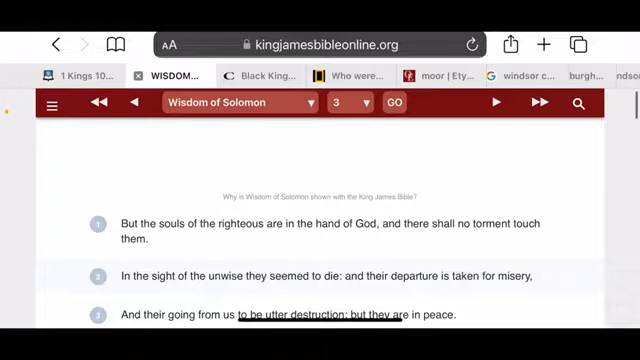 AA kingjamesbibleonline.org
1 Kings 10... WISDOM... Black King... Who were... moor | Ety... windsor c... burgh...
Wisdom of Solomon 3 GO
Why is Wisdom of Solomon shown with the King James Bible?
1 But the souls of the righteous are in the hand of God, and there shall no torment touch
them.
2 In the sight of the unwise they seemed to die: and their departure is taken for misery,
3 And their going from us to be utter destruction: but they are in peace.